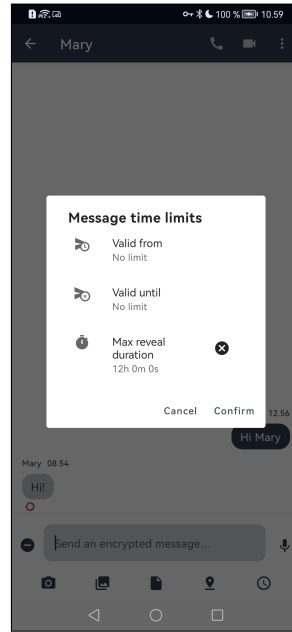 100 % 10.59
Mary
Message time limits
Valid from
No limit
Valid until
No limit
Max reveal
duration
12h 0m 0s
Cancel Confirm
12.56
Hi Mary
Mary 08.54
Hi!
Send an encrypted message...